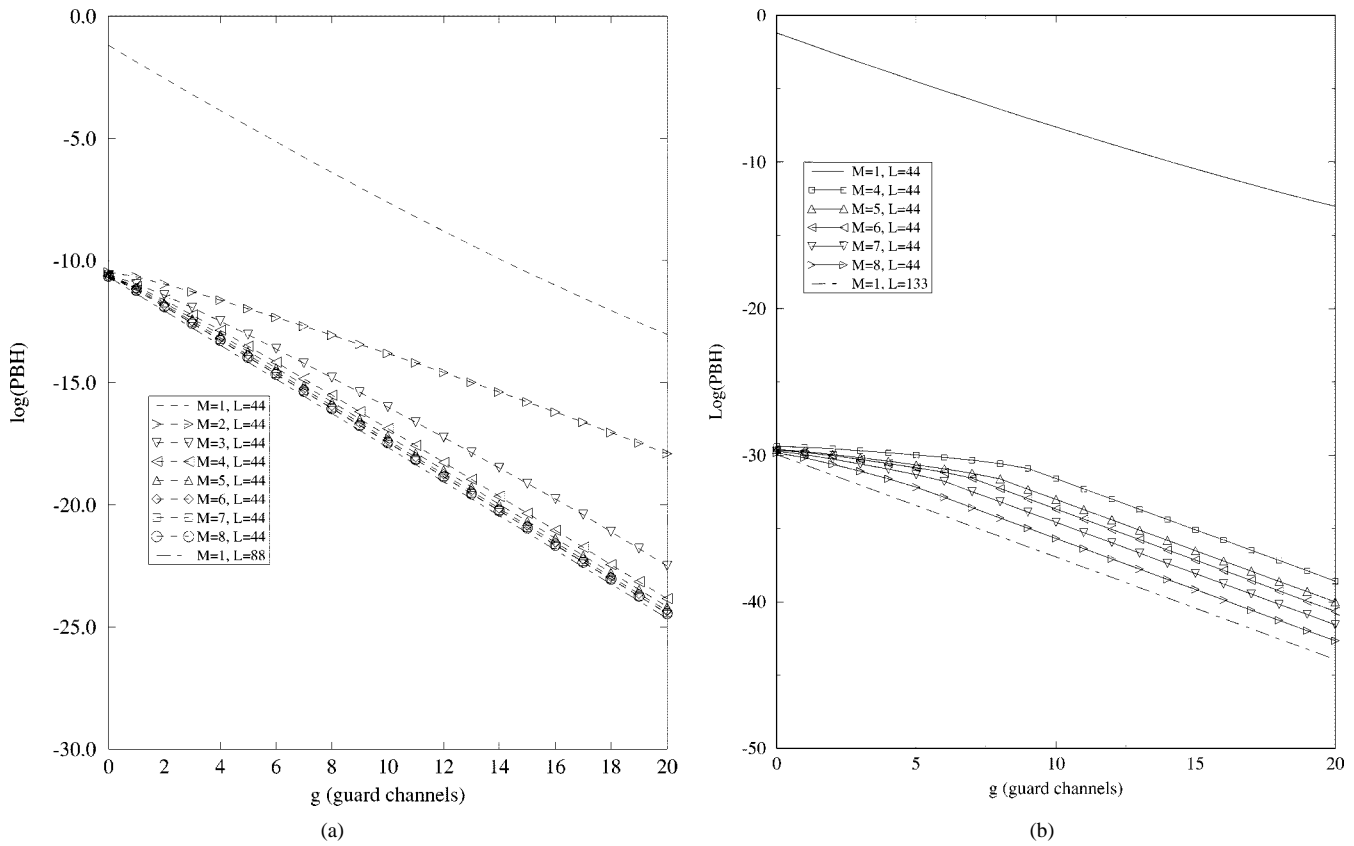 0.0
-5.0
-10.0
-15.0
-20.0
-25.0
-30.0
log(PBH)
M=1, L=44
M=2, L=44
M=3, L=44
M=4, L=44
M=5, L=44
M=6, L=44
M=7, L=44
M=8, L=44
M=1, L=88
0 2 4 6 8 10 12 14 16 18 20
g (guard channels)
(a)
0
-10
-20
-30
-40
-50
Log(PBH)
M=1, L=44
M=4, L=44
M=5, L=44
M=6, L=44
M=7, L=44
M=8, L=44
M=1, L=133
0 5 10 15 20
g (guard channels)
(b)